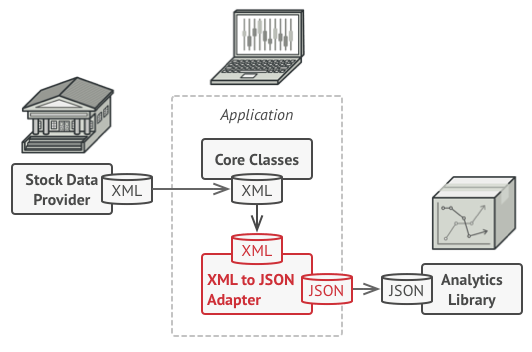 Application
Core Classes
XML
Stock Data
Provider
XML
XML
XML to JSON
Adapter
JSON
JSON
Analytics
Library